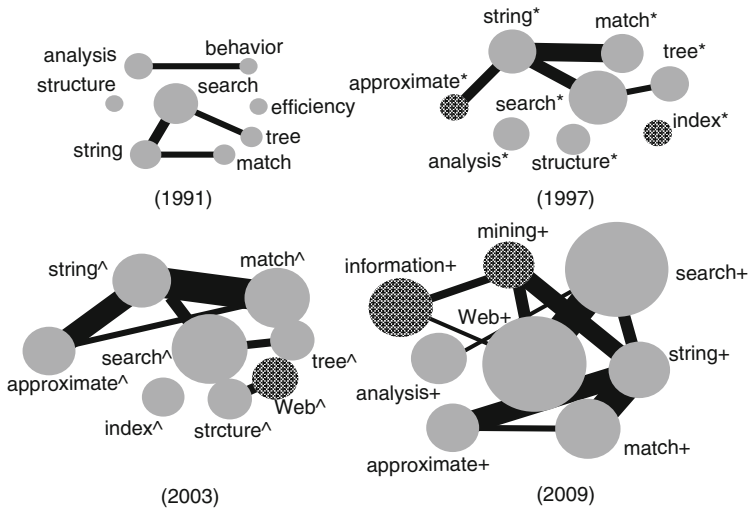 analysis
behavior
structure
search
efficiency
tree
string
match
(1991)
string*
match*
tree*
approximate*
search*
index*
analysis*
structure*
(1997)
string^
match^
search^
tree^
approximate^
Web^
index^
strcture^
(2003)
mining+
information+
search+
Web+
string+
analysis+
match+
approximate+
(2009)